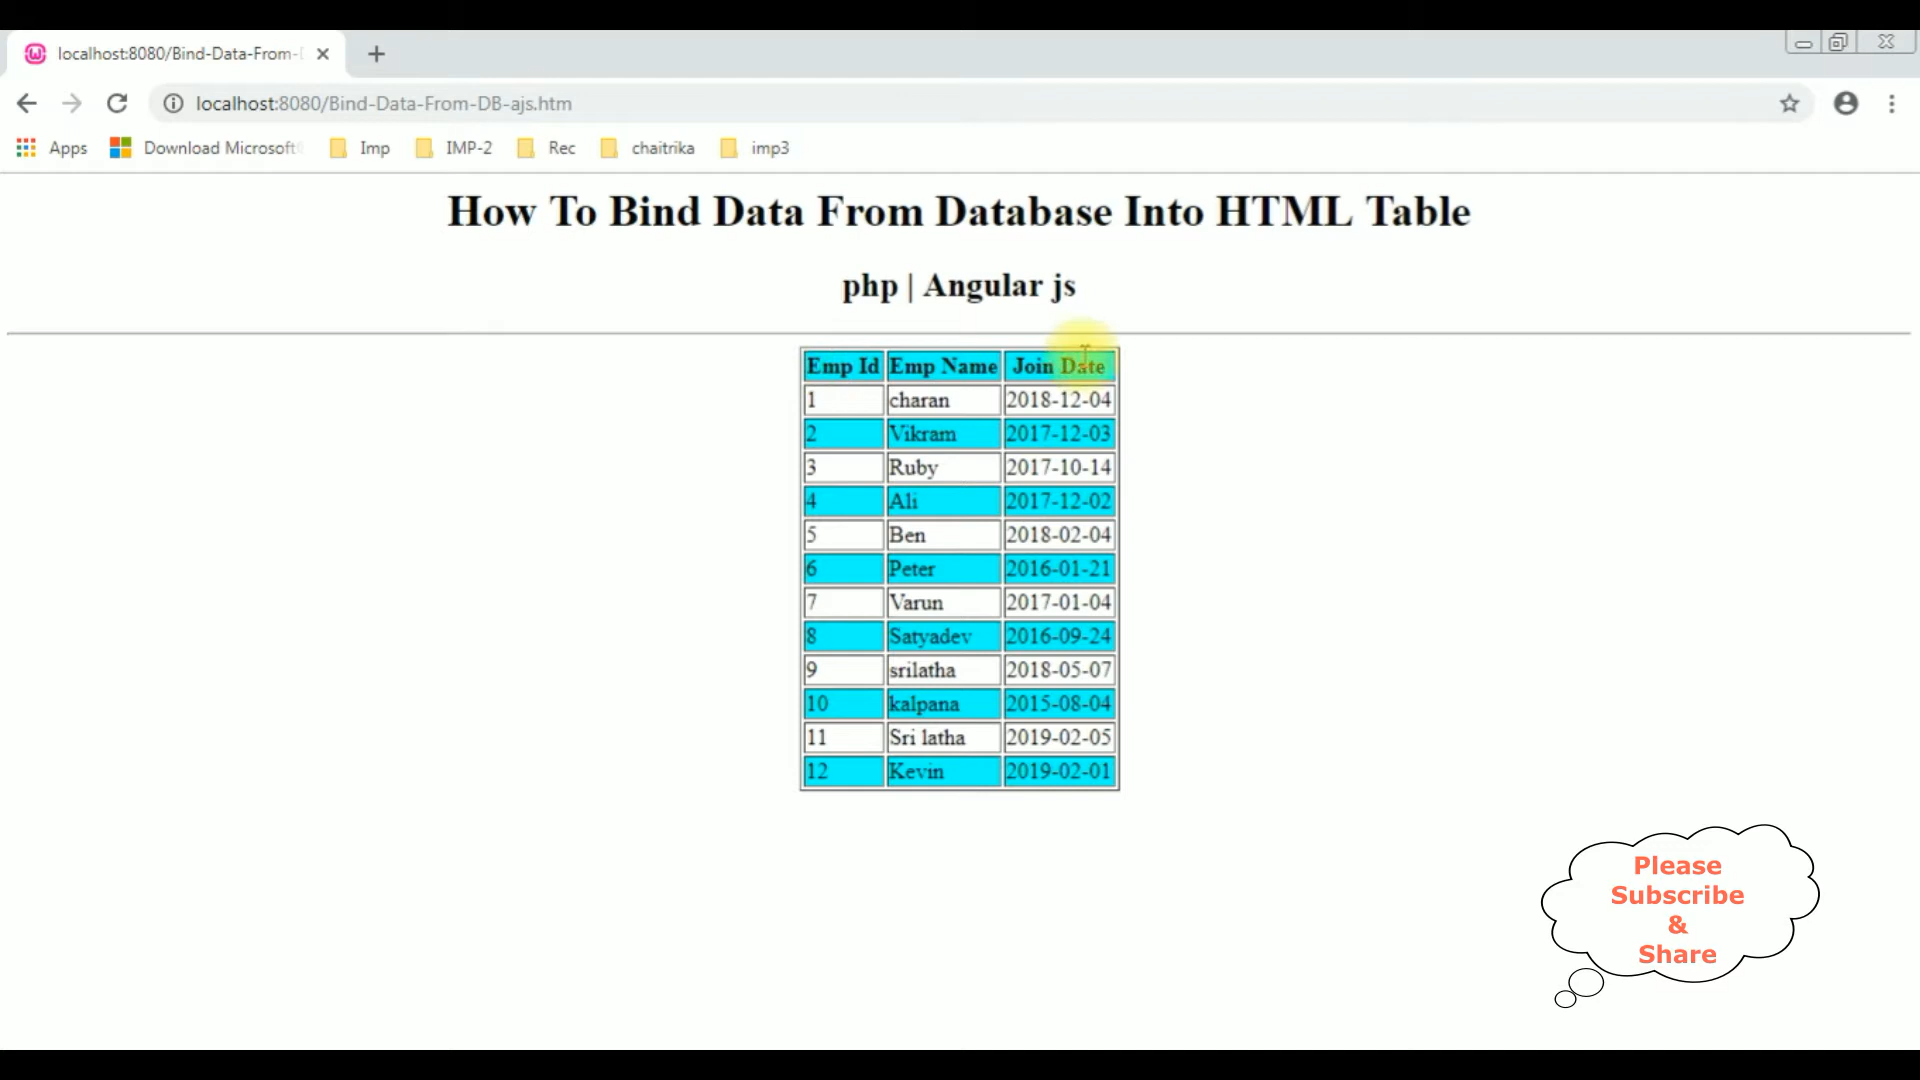 localhost:8080/Bind-Data-From-
localhost:8080/Bind-Data-From-DB-ajs.htm
Apps Download Microsoft Imp IMP-2 Rec chaitrika imp3
How To Bind Data From Database Into HTML Table
php | Angular js
Emp Id Emp Name Join Date
1 charan 2018-12-04
2 Vikram 2017-12-03
3 Ruby 2017-10-14
4 Ali 2017-12-02
5 Ben 2018-02-04
6 Peter 2016-01-21
7 Varun 2017-01-04
8 Satyadev 2016-09-24
9 srilatha 2018-05-07
10 kalpana 2015-08-04
11 Sri latha 2019-02-05
12 Kevin 2019-02-01
Please
Subscribe
&
Share